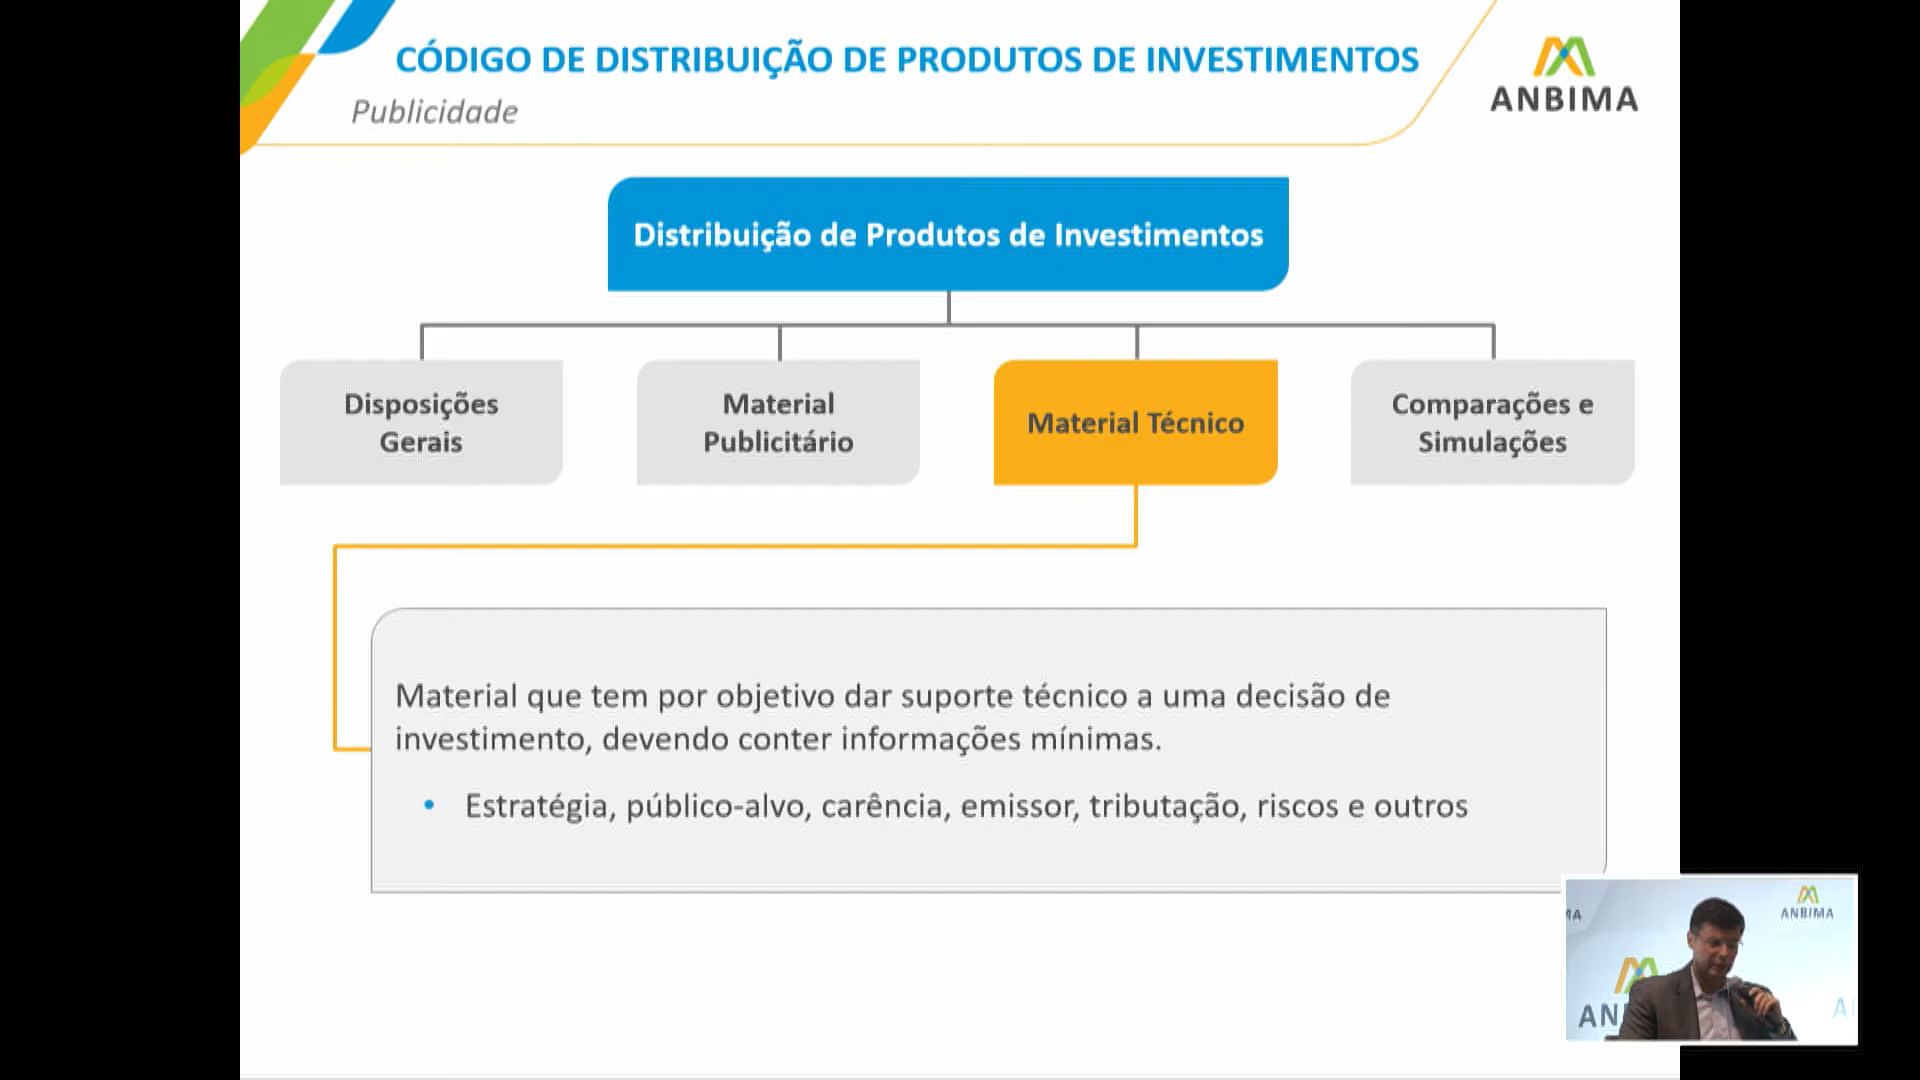 CÓDIGO DE DISTRIBUIÇÃO DE PRODUTOS DE INVESTIMENTOS
Publicidade
ANBIMA
Distribuição de Produtos de Investimentos
Disposições
Gerais
Material
Publicitário
Material Técnico
Comparações e
Simulações
Material que tem por objetivo dar suporte técnico a uma decisão de
investimento, devendo conter informações mínimas.
• Estratégia, público-alvo, carência, emissor, tributação, riscos e outros
MA
ANBIMA
AN
A